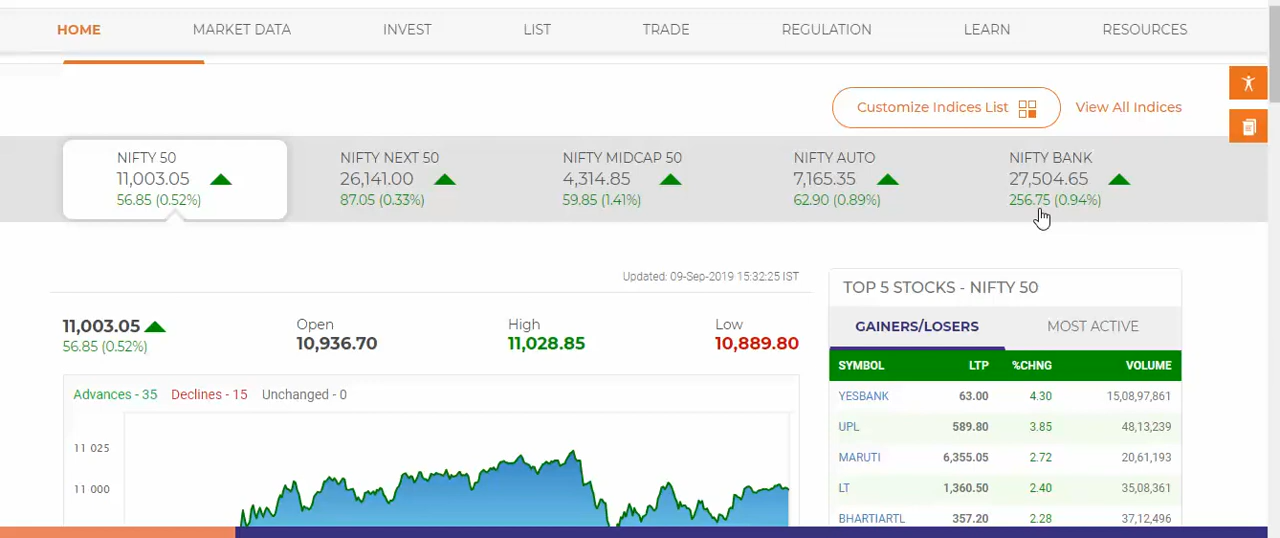 HOME MARKET DATA INVEST LIST TRADE REGULATION LEARN RESOURCES
Customize Indices List View All Indices
NIFTY 50 NIFTY NEXT 50 NIFTY MIDCAP 50 NIFTY AUTO NIFTY BANK
11,003.05 26,141.00 4,314.85 7,165.35 27,504.65
56.85 (0.52%) 87.05 (0.33%) 59.85 (1.41%) 62.90 (0.89%) 256.75 (0.94%)
Updated: 09-Sep-2019 15:32:25 IST
11,003.05 Open High Low
56.85 (0.52%) 10,936.70 11,028.85 10,889.80
Advances - 35 Declines - 15 Unchanged - 0
11 025
11 000
TOP 5 STOCKS - NIFTY 50
GAINERS/LOSERS MOST ACTIVE
SYMBOL LTP %CHNG VOLUME
YESBANK 63.00 4.30 15,08,97,861
UPL 589.80 3.85 48,13,239
MARUTI 6,355.05 2.72 20,61,193
LT 1,360.50 2.40 35,08,361
BHARTIARTL 357.20 2.28 37,12,496